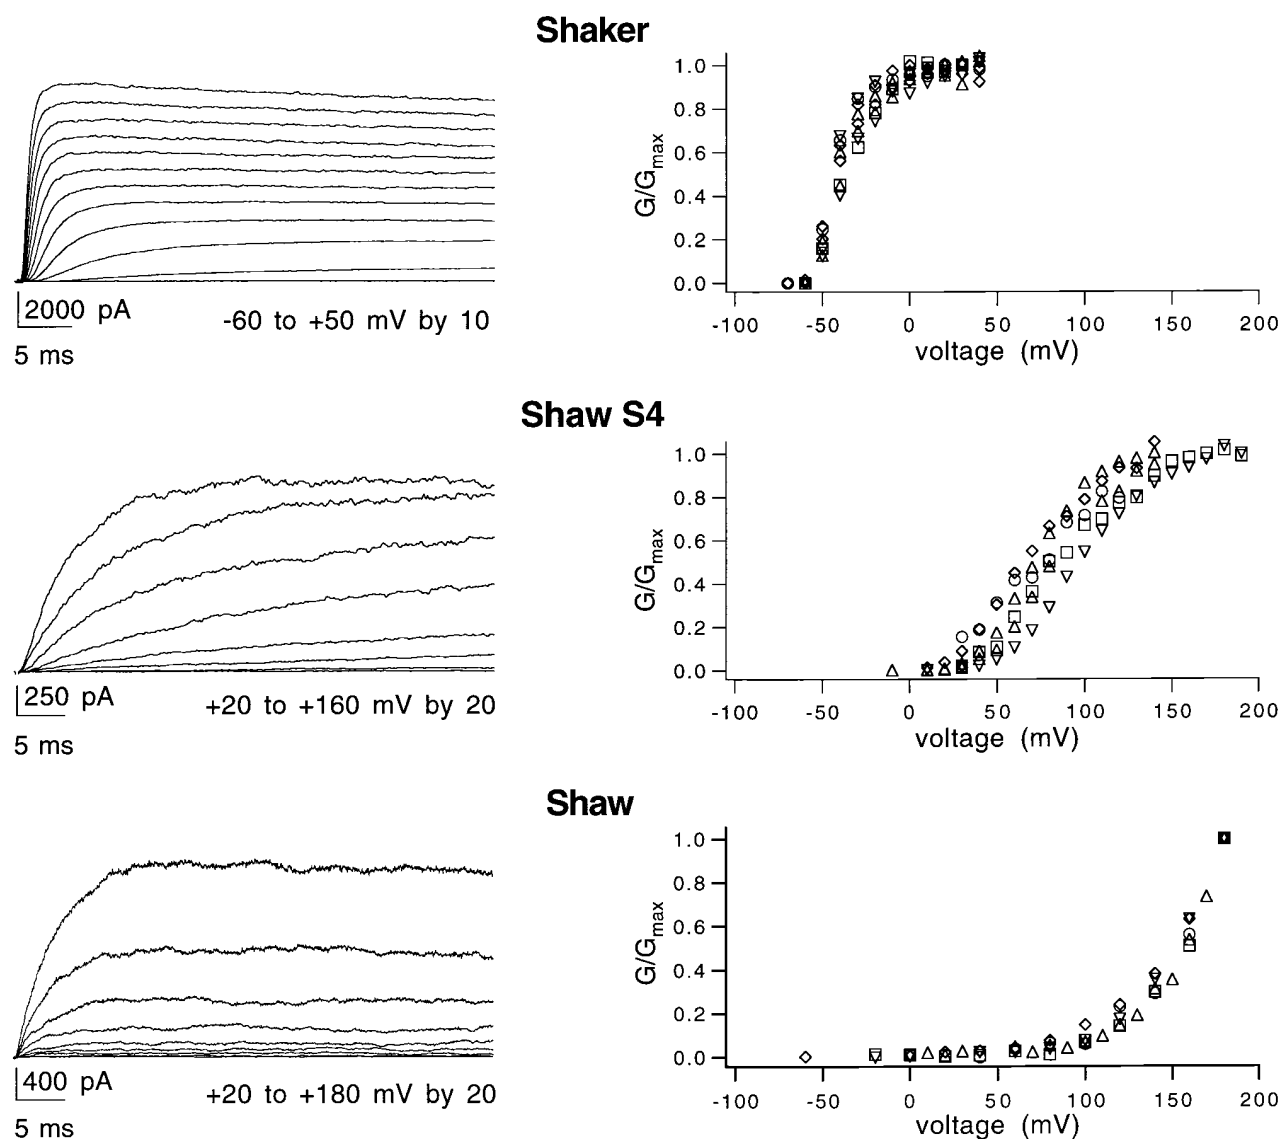 Shaker
2000 pA
-60 to +50 mV by 10
5 ms
G/Gmax
1.0
0.8
0.6
0.4
0.2
0.0
-100 -50 0 50 100 150 200
voltage (mV)
Shaw S4
250 pA
+20 to +160 mV by 20
5 ms
G/Gmax
1.0
0.8
0.6
0.4
0.2
0.0
-100 -50 0 50 100 150 200
voltage (mV)
Shaw
400 pA
+20 to +180 mV by 20
5 ms
G/Gmax
1.0
0.8
0.6
0.4
0.2
0.0
-100 -50 0 50 100 150 200
voltage (mV)